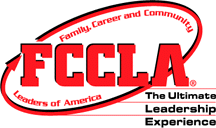 Family, Career and Community
FCCLA®
Leaders of America
The Ultimate
Leadership
Experience